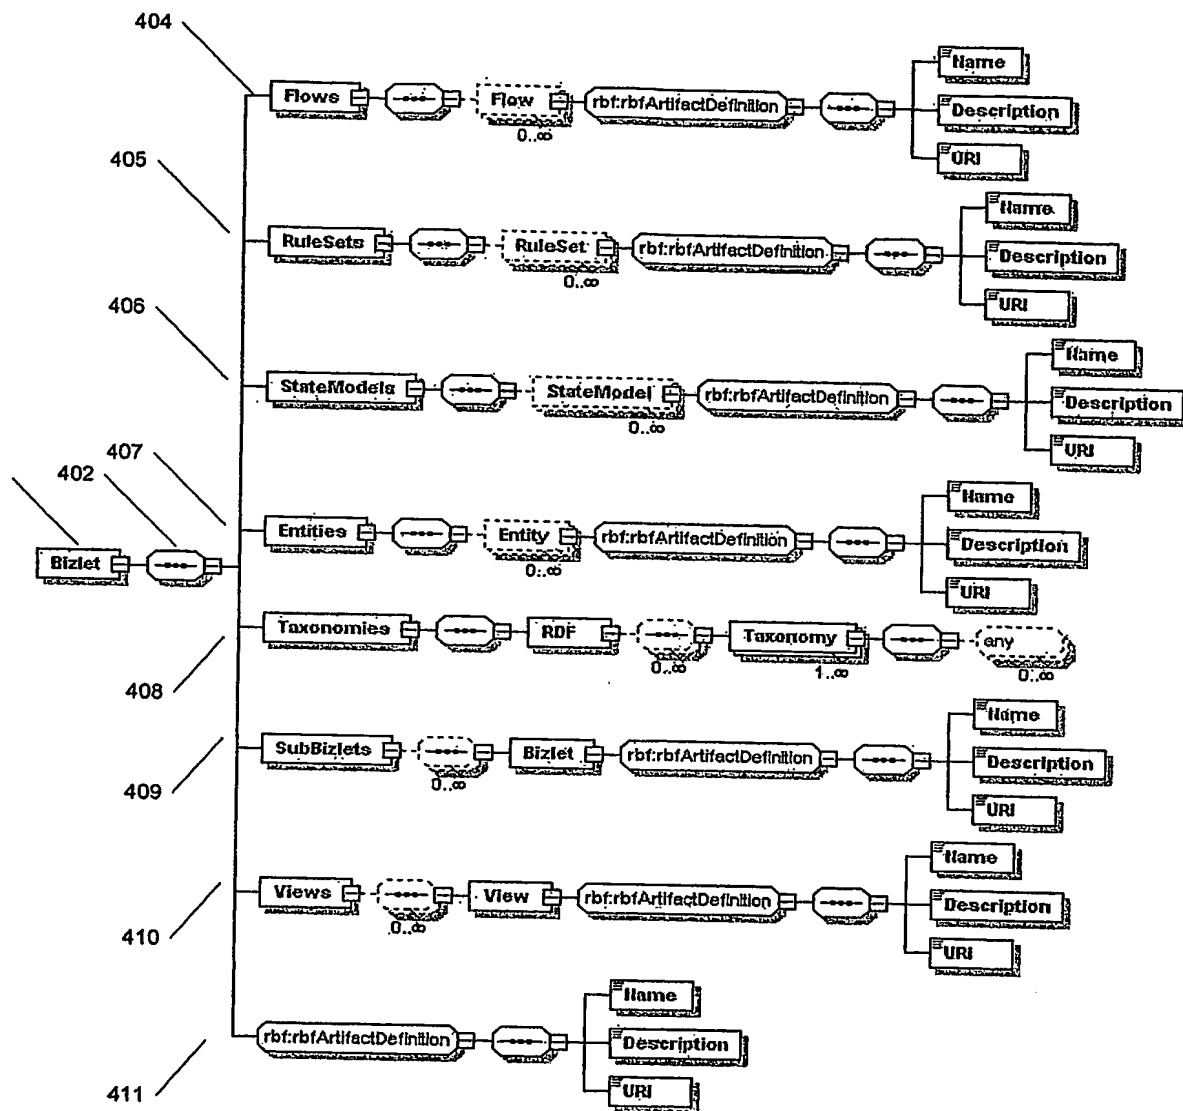 404
Flows
Flow
0..∞
rbf:rbfArtifactDefinition
Name
Description
URI
405
RuleSets
RuleSet
0..∞
rbf:rbfArtifactDefinition
Name
Description
URI
406
StateModels
StateModel
0..∞
rbf:rbfArtifactDefinition
Name
Description
URI
407
402
Bizlet
Entities
Entity
0..∞
rbf:rbfArtifactDefinition
Name
Description
URI
408
Taxonomies
RDF
0..∞
Taxonomy
1..∞
any
0..∞
409
SubBizlets
0..∞
Bizlet
rbf:rbfArtifactDefinition
Name
Description
URI
410
Views
0..∞
View
rbf:rbfArtifactDefinition
Name
Description
URI
411
rbf:rbfArtifactDefinition
Name
Description
URI